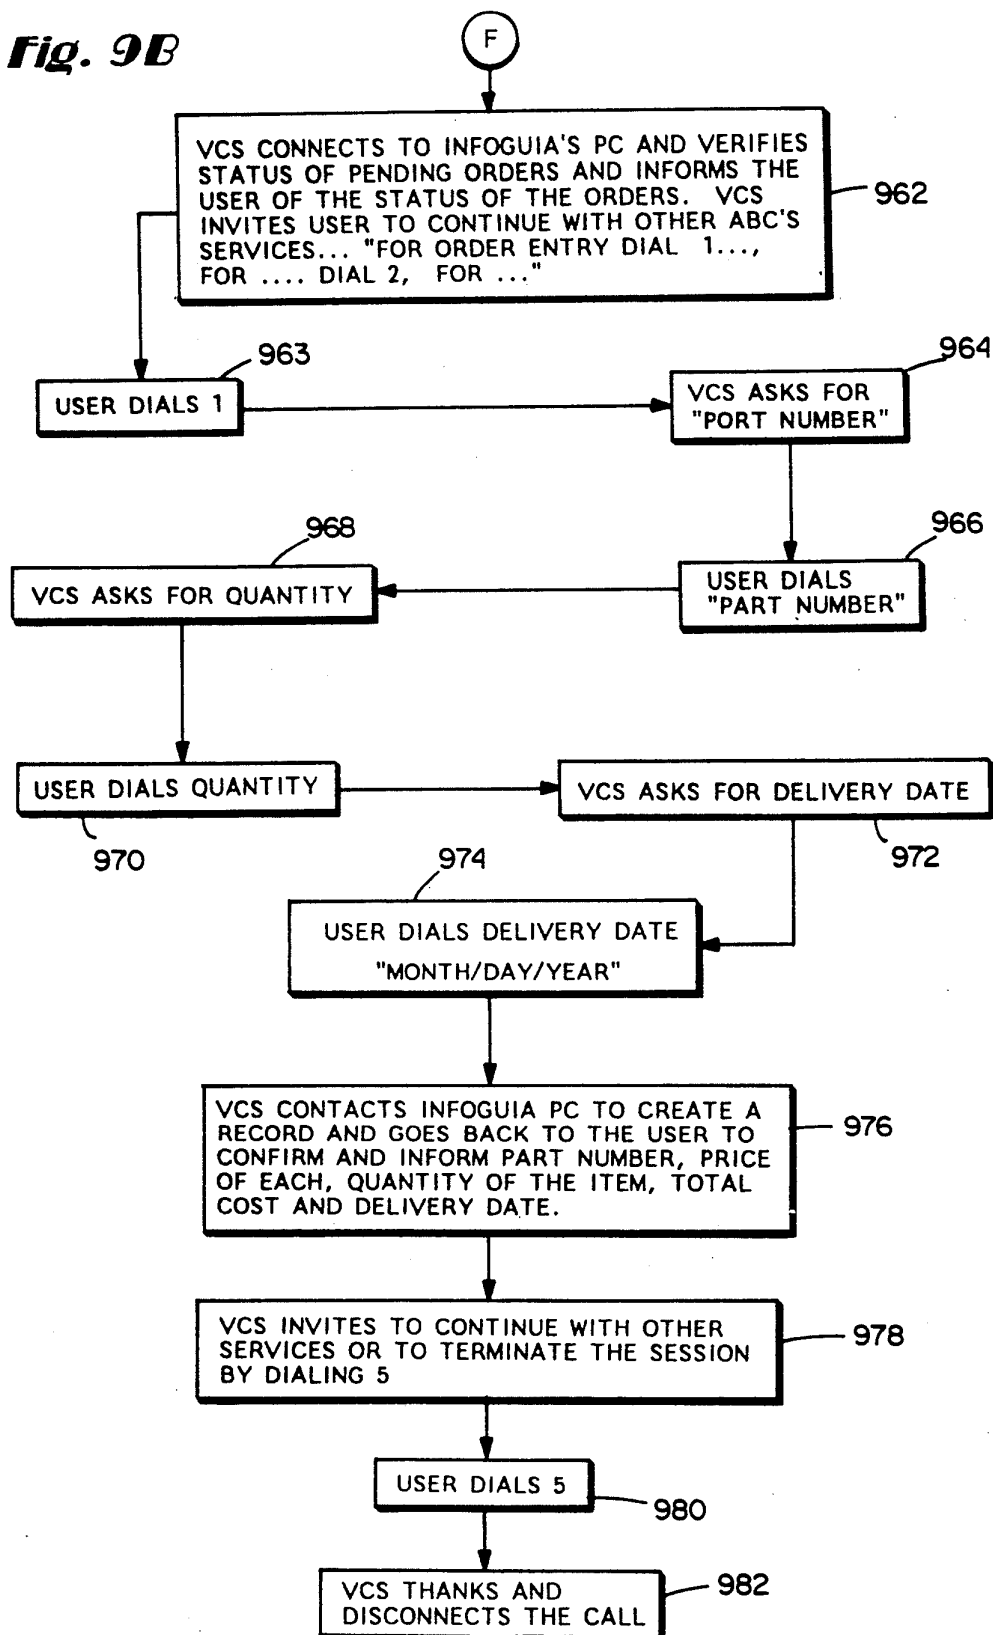 Fig. 9B
F
VCS CONNECTS TO INFOGUIA'S PC AND VERIFIES
STATUS OF PENDING ORDERS AND INFORMS THE
USER OF THE STATUS OF THE ORDERS. VCS
INVITES USER TO CONTINUE WITH OTHER ABC'S
SERVICES... "FOR ORDER ENTRY DIAL 1...,
FOR .... DIAL 2, FOR ..."
962
963
USER DIALS 1
964
VCS ASKS FOR
"PORT NUMBER"
966
USER DIALS
"PART NUMBER"
968
VCS ASKS FOR QUANTITY
USER DIALS QUANTITY
970
VCS ASKS FOR DELIVERY DATE
972
974
USER DIALS DELIVERY DATE
"MONTH/DAY/YEAR"
VCS CONTACTS INFOGUIA PC TO CREATE A
RECORD AND GOES BACK TO THE USER TO
CONFIRM AND INFORM PART NUMBER, PRICE
OF EACH, QUANTITY OF THE ITEM, TOTAL
COST AND DELIVERY DATE.
976
VCS INVITES TO CONTINUE WITH OTHER
SERVICES OR TO TERMINATE THE SESSION
BY DIALING 5
978
USER DIALS 5
980
VCS THANKS AND
DISCONNECTS THE CALL
982